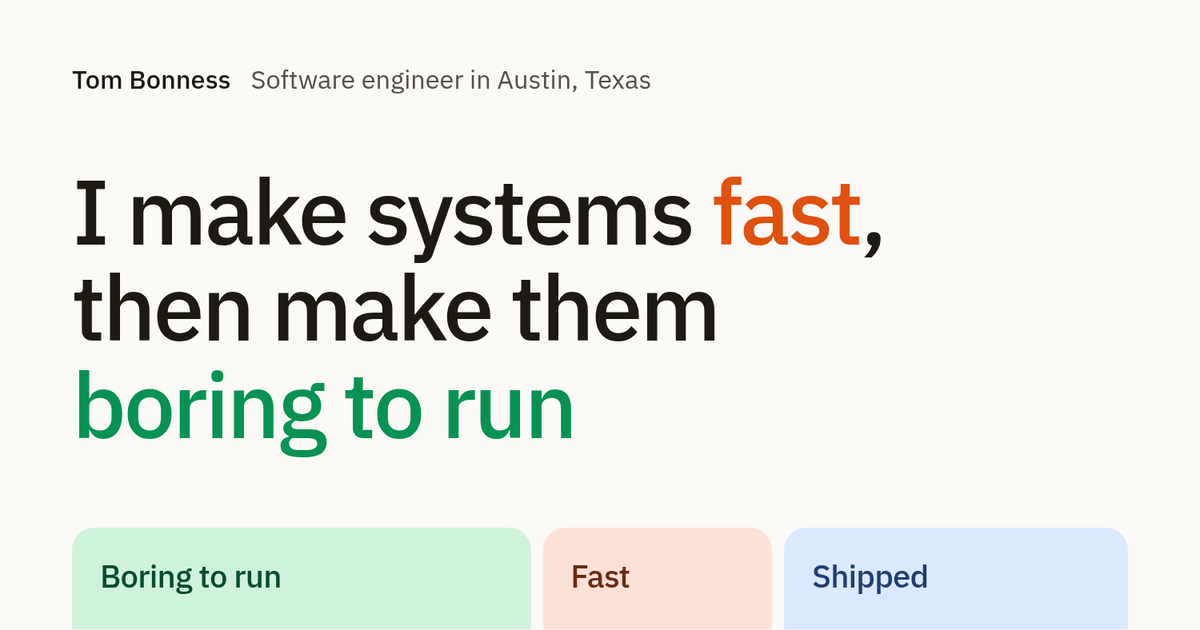 Tom Bonness Software engineer in Austin, Texas
I make systems fast,
then make them
boring to run
Boring to run
Fast
Shipped